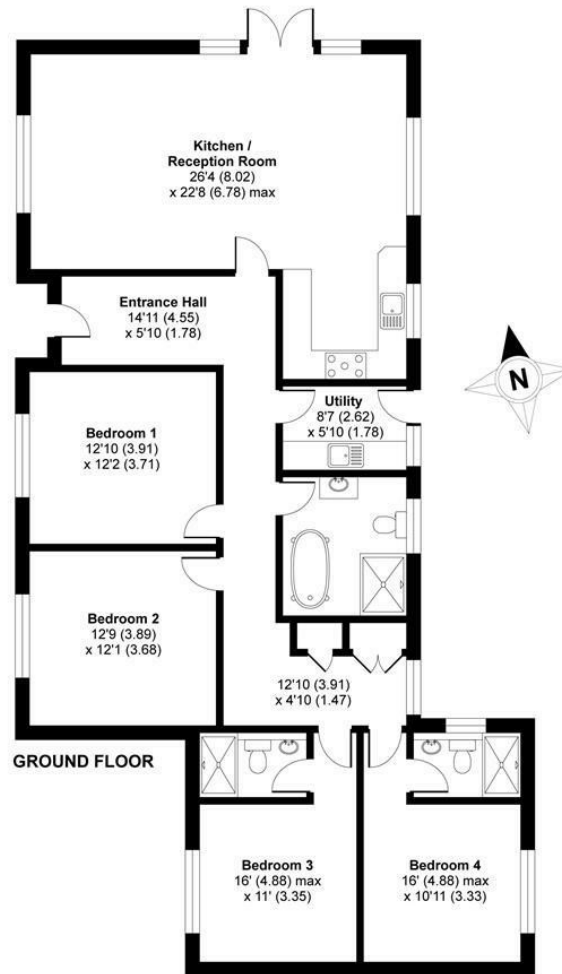 Kitchen /
Reception Room
26'4 (8.02)
x 22'8 (6.78) max
Entrance Hall
14'11 (4.55)
x 5'10 (1.78)
N
Utility
8'7 (2.62)
x 5'10 (1.78)
Bedroom 1
12'10 (3.91)
x 12'2 (3.71)
Bedroom 2
12'9 (3.89)
x 12'1 (3.68)
12'10 (3.91)
x 4'10 (1.47)
GROUND FLOOR
Bedroom 3
16' (4.88) max
x 11' (3.35)
Bedroom 4
16' (4.88) max
x 10'11 (3.33)